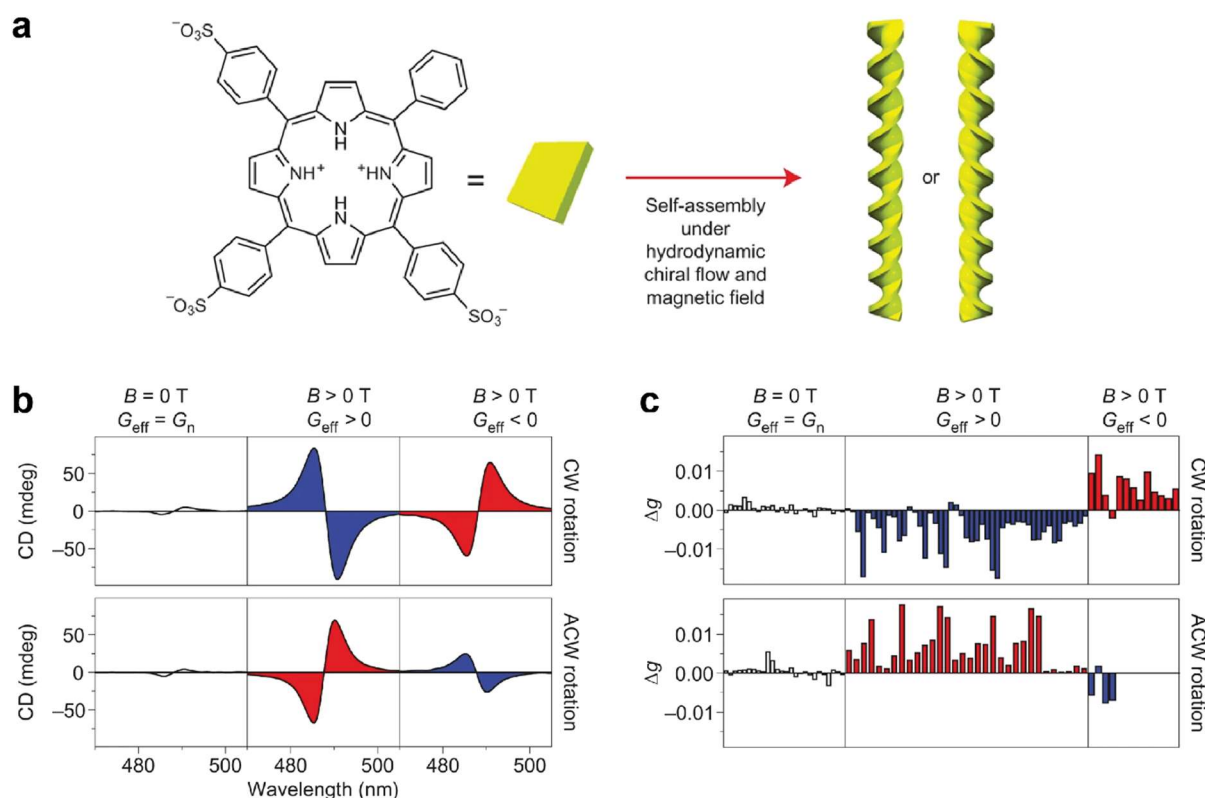 a
⁻O₃S
NH
NH⁺
⁺HN
NH
⁻O₃S
SO₃⁻
=
Self-assembly
under
hydrodynamic
chiral flow and
magnetic field
or
b
B = 0 T
G_eff = G_n
B > 0 T
G_eff > 0
B > 0 T
G_eff < 0
CD (mdeg)
50
0
−50
CW rotation
CD (mdeg)
50
0
−50
ACW rotation
480 500 480 500 480 500
Wavelength (nm)
c
B = 0 T
G_eff = G_n
B > 0 T
G_eff > 0
B > 0 T
G_eff < 0
Δg
0.01
0.00
−0.01
CW rotation
Δg
0.01
0.00
−0.01
ACW rotation